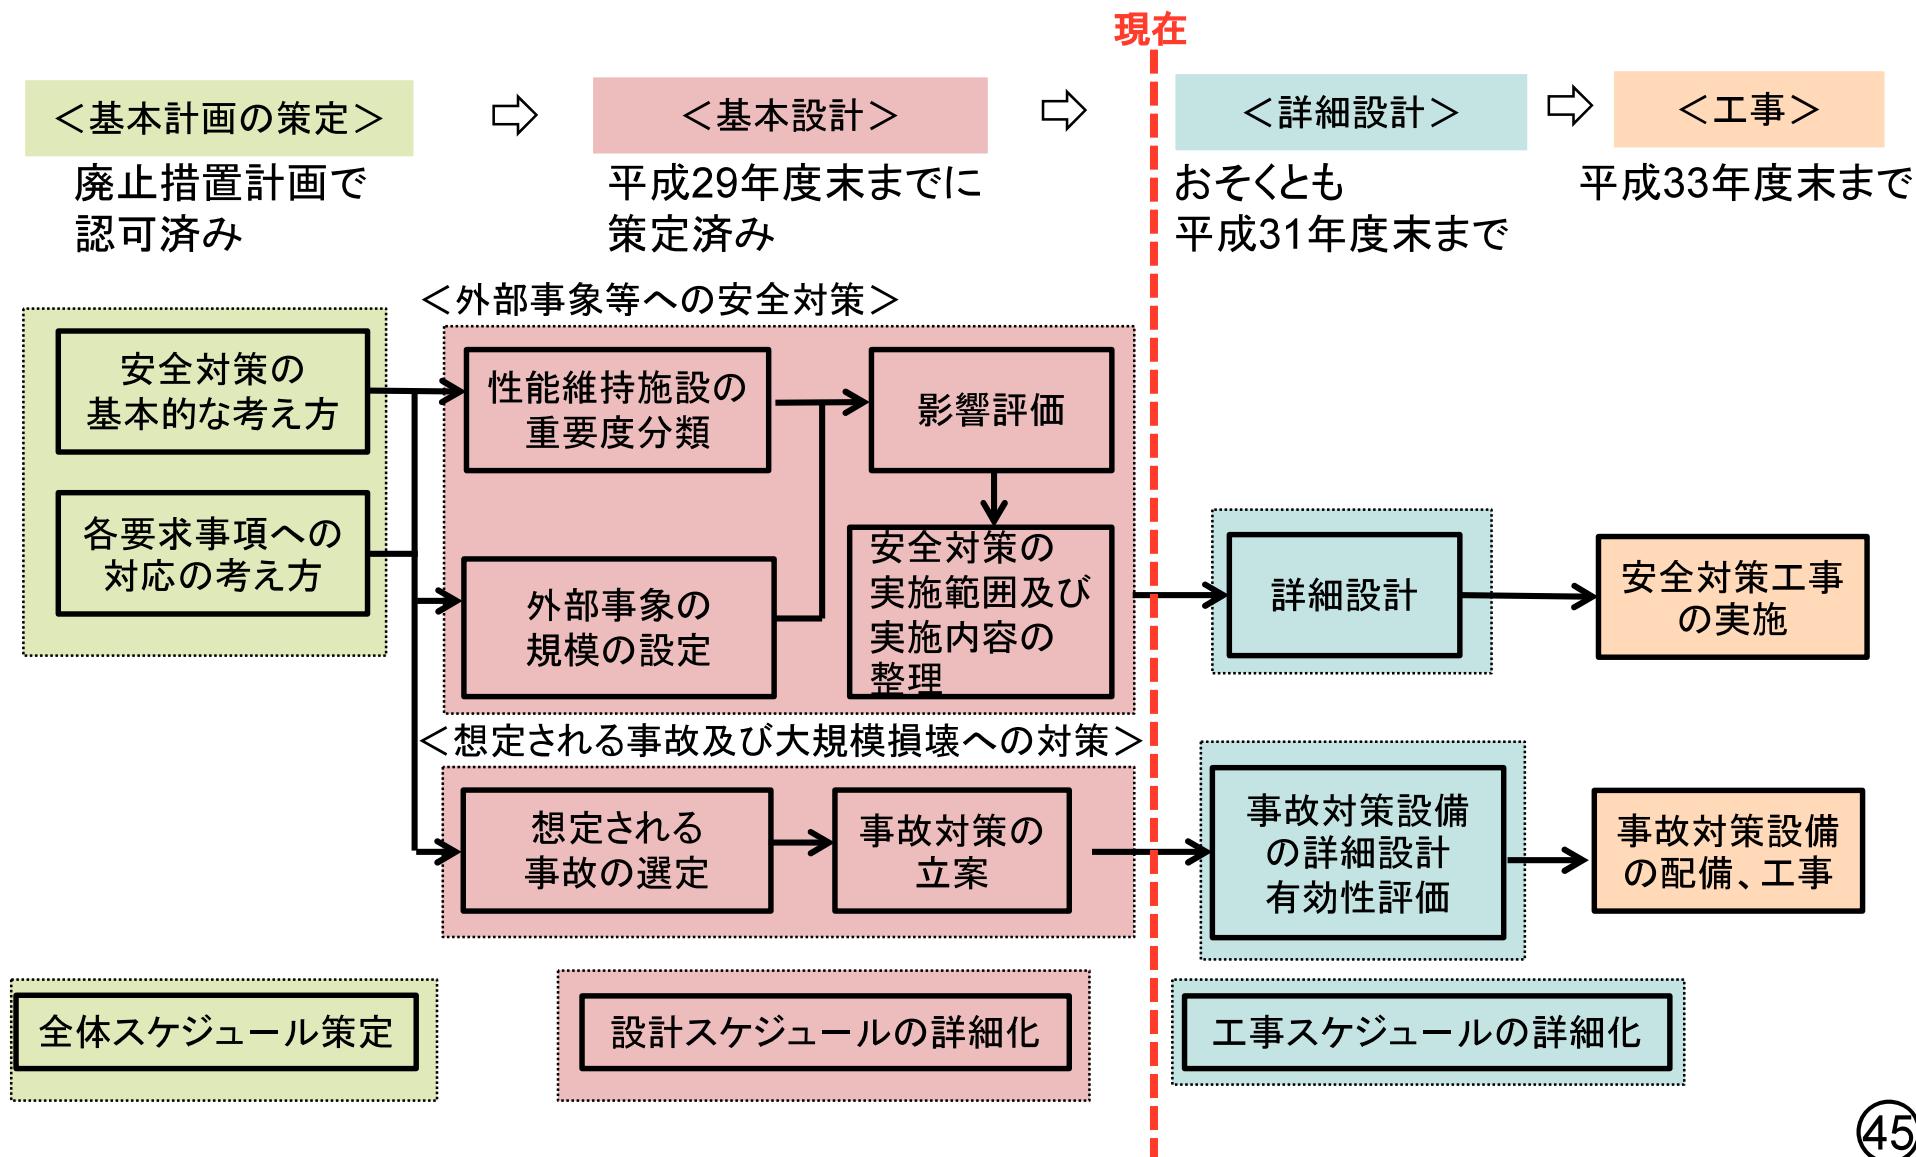 現在
＜基本計画の策定＞
⇨
＜基本設計＞
⇨
＜詳細設計＞
⇨
＜工事＞
廃止措置計画で
認可済み
平成29年度末までに
策定済み
おそくとも
平成31年度末まで
平成33年度末まで
＜外部事象等への安全対策＞
安全対策の
基本的な考え方
各要求事項への
対応の考え方
性能維持施設の
重要度分類
影響評価
外部事象の
規模の設定
安全対策の
実施範囲及び
実施内容の
整理
詳細設計
安全対策工事
の実施
＜想定される事故及び大規模損壊への対策＞
想定される
事故の選定
事故対策の
立案
事故対策設備
の詳細設計
有効性評価
事故対策設備
の配備、工事
全体スケジュール策定
設計スケジュールの詳細化
工事スケジュールの詳細化
45